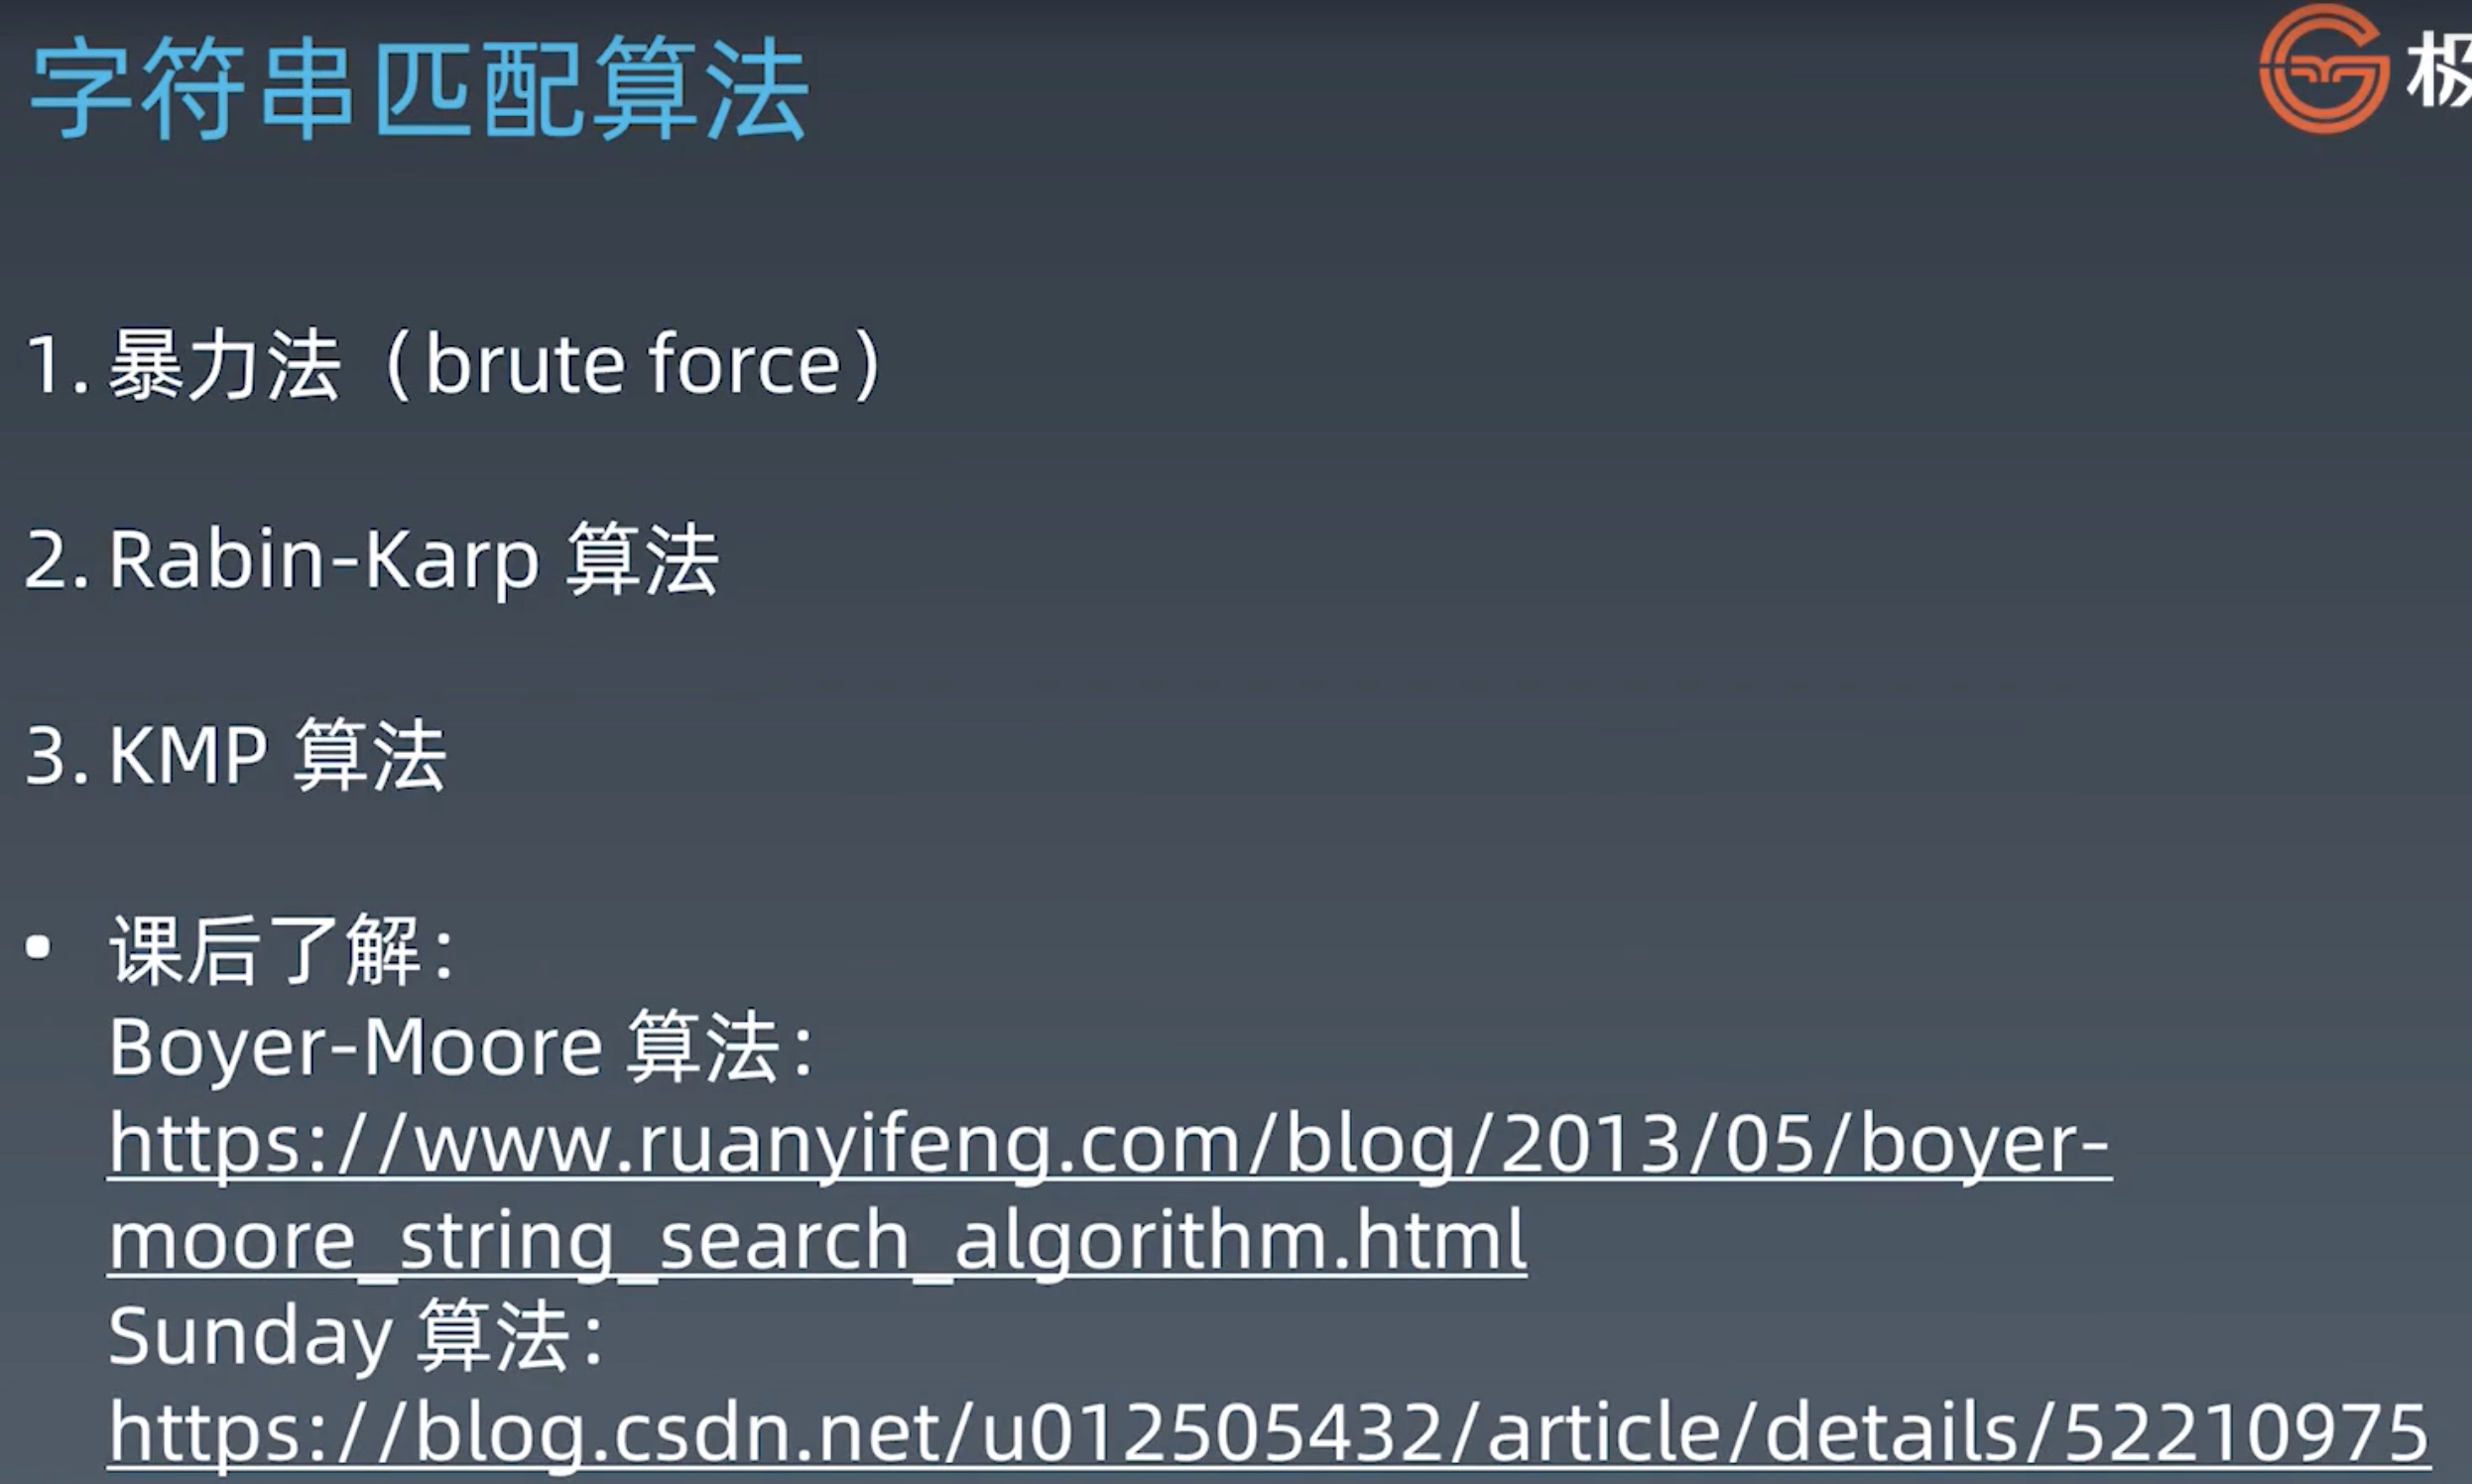 字符串匹配算法
极
1. 暴力法（brute force）
2. Rabin-Karp 算法
3. KMP 算法
• 课后了解：
Boyer-Moore 算法：
https://www.ruanyifeng.com/blog/2013/05/boyer-
moore_string_search_algorithm.html
Sunday 算法：
https://blog.csdn.net/u012505432/article/details/52210975